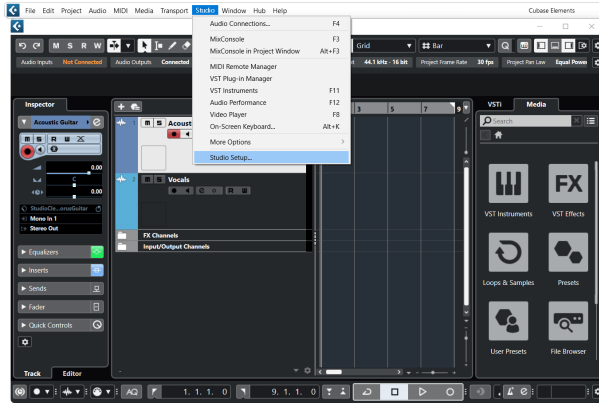 File Edit Project Audio MIDI Media Transport Studio Window Hub Help Cubase Elements
M S R W Grid Bar Q
Audio Inputs Not Connected Audio Outputs Connected 44.1 kHz - 16 bit Project Frame Rate 30 fps Project Pan Law Equal Power
Audio Connections... F4
MixConsole F3
MixConsole in Project Window Alt+F3
MIDI Remote Manager
VST Plug-in Manager
VST Instruments F11
Audio Performance F12
Video Player F8
On-Screen Keyboard... Alt+K
More Options
Studio Setup...
Inspector
Acoustic Guitar e
m S R W
0.00
C
0.00
Mono In 1
Stereo Out
Equalizers
Inserts
Sends
Fader
Quick Controls
Track Editor
1 m S
2 m S Vocals
e R W
FX Channels
Input/Output Channels
3 5 7 9
VSTi Media
Search
VST Instruments FX VST Effects
Loops & Samples Presets
User Presets File Browser
AQ 1. 1. 1. 0 9. 1. 1. 0